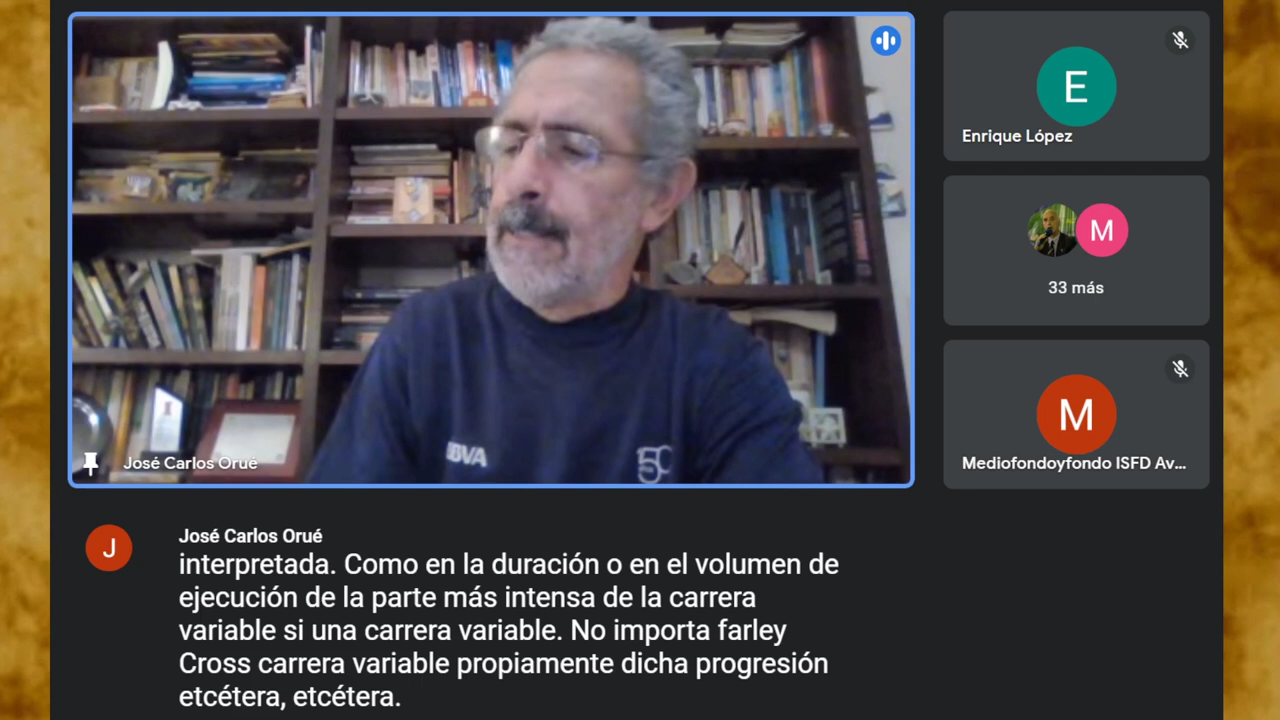 BBVA
José Carlos Orué
E
Enrique López
M
33 más
M
Mediofondoyfondo ISFD Av...
J
José Carlos Orué
interpretada. Como en la duración o en el volumen de
ejecución de la parte más intensa de la carrera
variable si una carrera variable. No importa farley
Cross carrera variable propiamente dicha progresión
etcétera, etcétera.